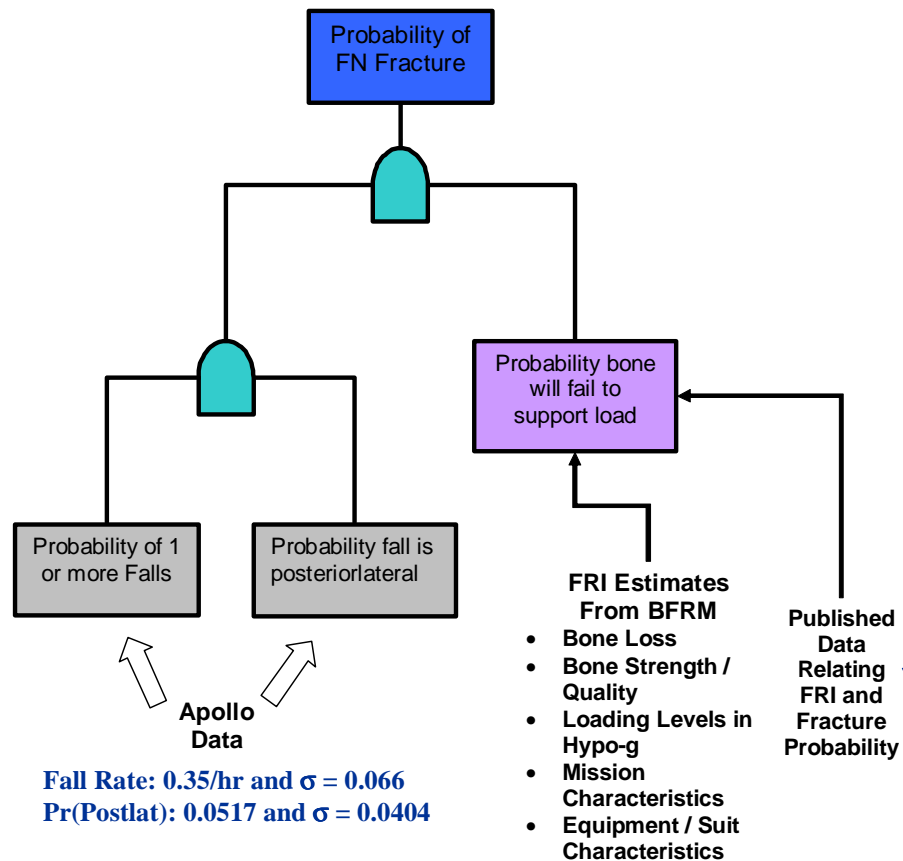 Probability of
FN Fracture
Probability bone
will fail to
support load
Probability of 1
or more Falls
Probability fall is
posteriorlateral
Apollo
Data
Fall Rate: 0.35/hr and σ = 0.066
Pr(Postlat): 0.0517 and σ = 0.0404
FRI Estimates
From BFRM
• Bone Loss
• Bone Strength /
Quality
• Loading Levels in
Hypo-g
• Mission
Characteristics
• Equipment / Suit
Characteristics
Published
Data
Relating
FRI and
Fracture
Probability